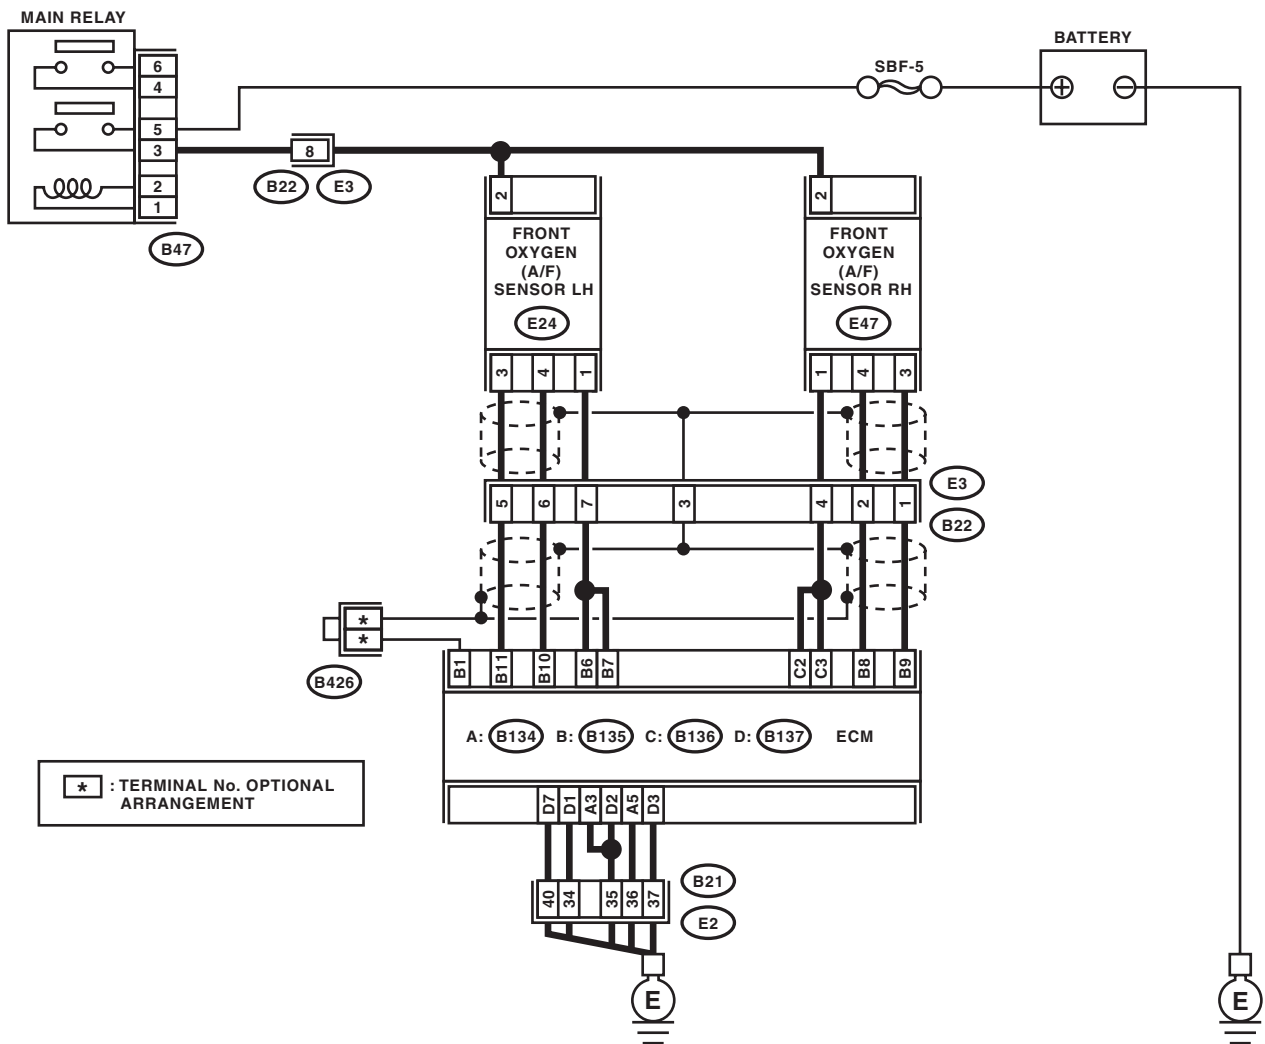 MAIN RELAY
BATTERY
SBF-5
6
4
5
3
2
1
B47
8
B22
E3
2
2
FRONT
OXYGEN
(A/F)
SENSOR LH
E24
FRONT
OXYGEN
(A/F)
SENSOR RH
E47
3 4 1
1 4 3
E3
5 6 7 3 4 2 1
B22
*
*
B426
B1 B11 B10 B6 B7 C2 C3 B8 B9
A: B134 B: B135 C: B136 D: B137 ECM
* : TERMINAL No. OPTIONAL
ARRANGEMENT
D7 D1 A3 D2 A5 D3
B21
40 34 35 36 37
E2
E
E